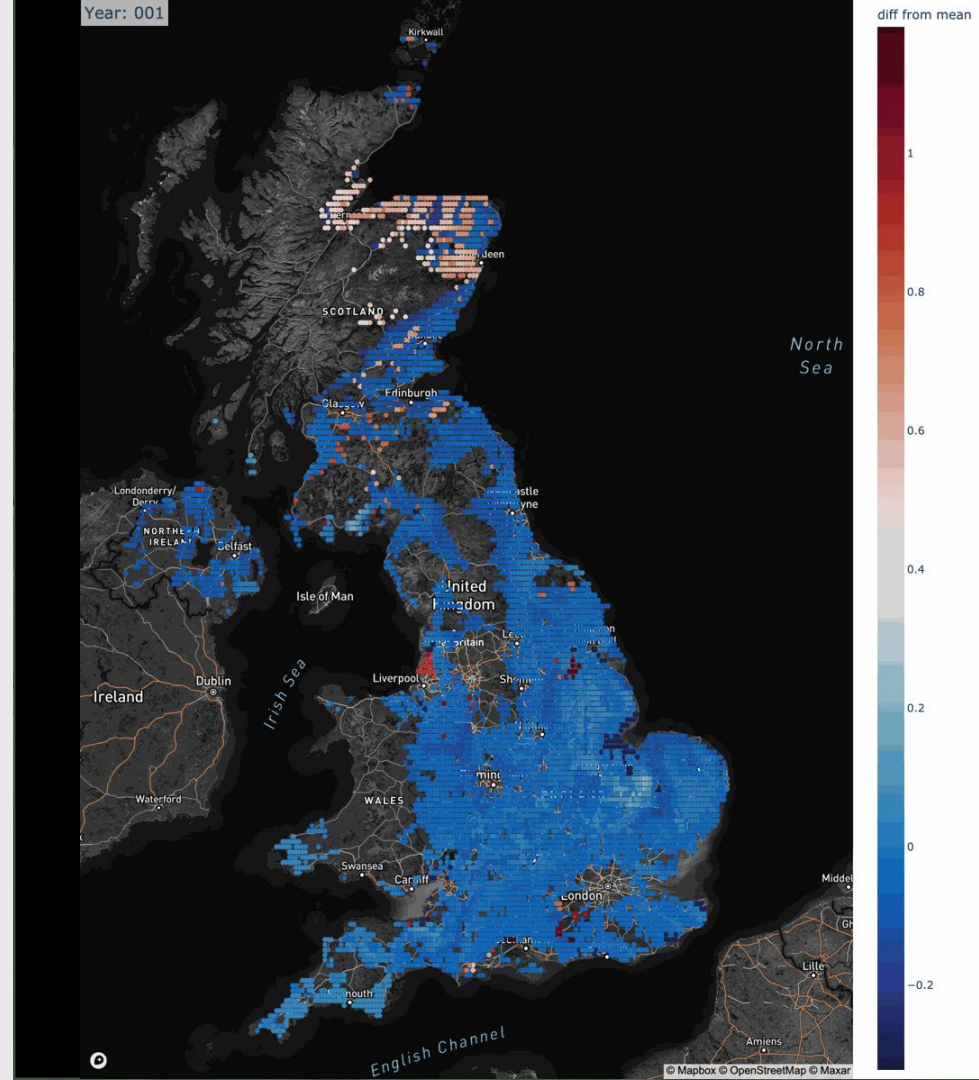 Year: 001
diff from mean
Kirkwall
1
0.8
SCOTLAND
North
Sea
Edinburgh
Glasgow
0.6
Londonderry/
Derry
Belfast
0.4
Isle of Man
United
Kingdom
Liverpool
Dublin
Ireland
Irish Sea
0.2
Waterford
WALES
0
Swansea
Cardiff
London
Middel
Gh
Lille
−0.2
English Channel
Amiens
© Mapbox © OpenStreetMap © Maxar